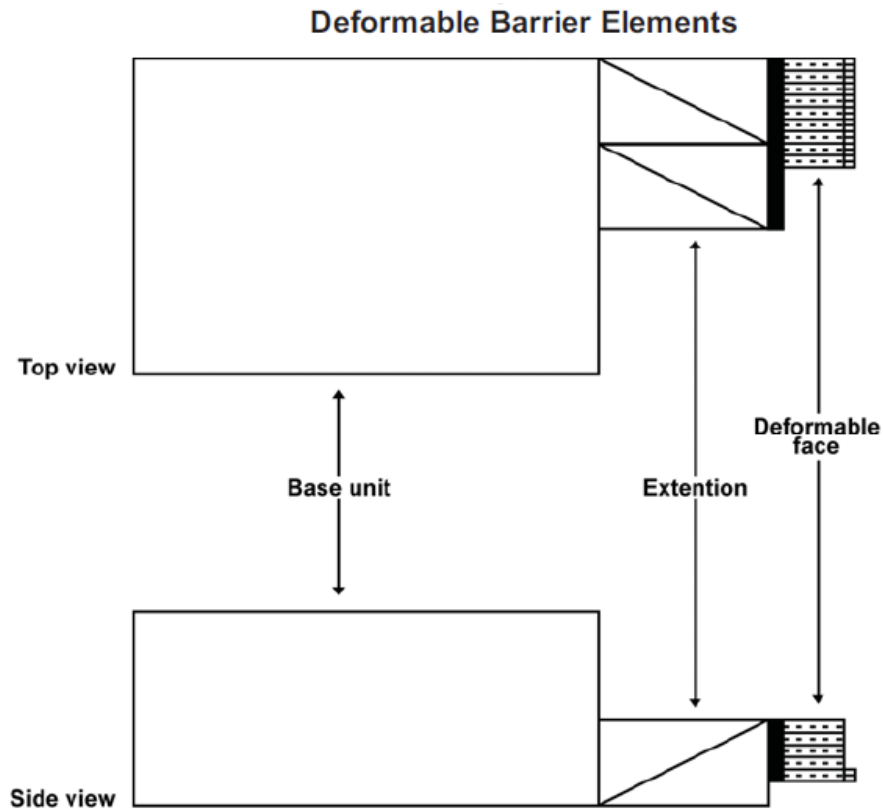 Deformable Barrier Elements
Top view
Deformable
face
Base unit
Extention
Side view